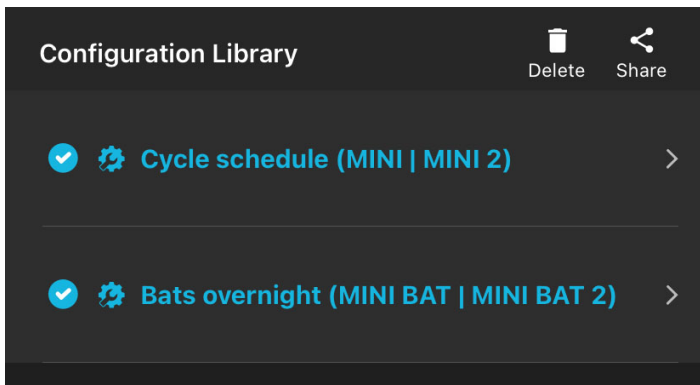 Configuration Library
Delete
Share
Cycle schedule (MINI | MINI 2)
Bats overnight (MINI BAT | MINI BAT 2)